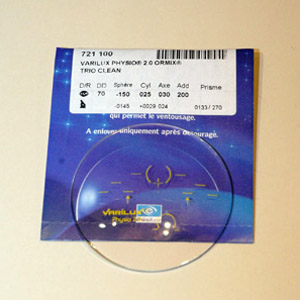 721 100
VARILUX PHYSIO® 2.0 ORMIX®
TRIO CLEAN
D/R DD Sphère Cyl Axe Add Prisme
70 -150 025 030 200
-0145 +0029 024 0133/ 270
qui permet le ventousage.
A enlever uniquement après détourage.
VARILUX
Physio